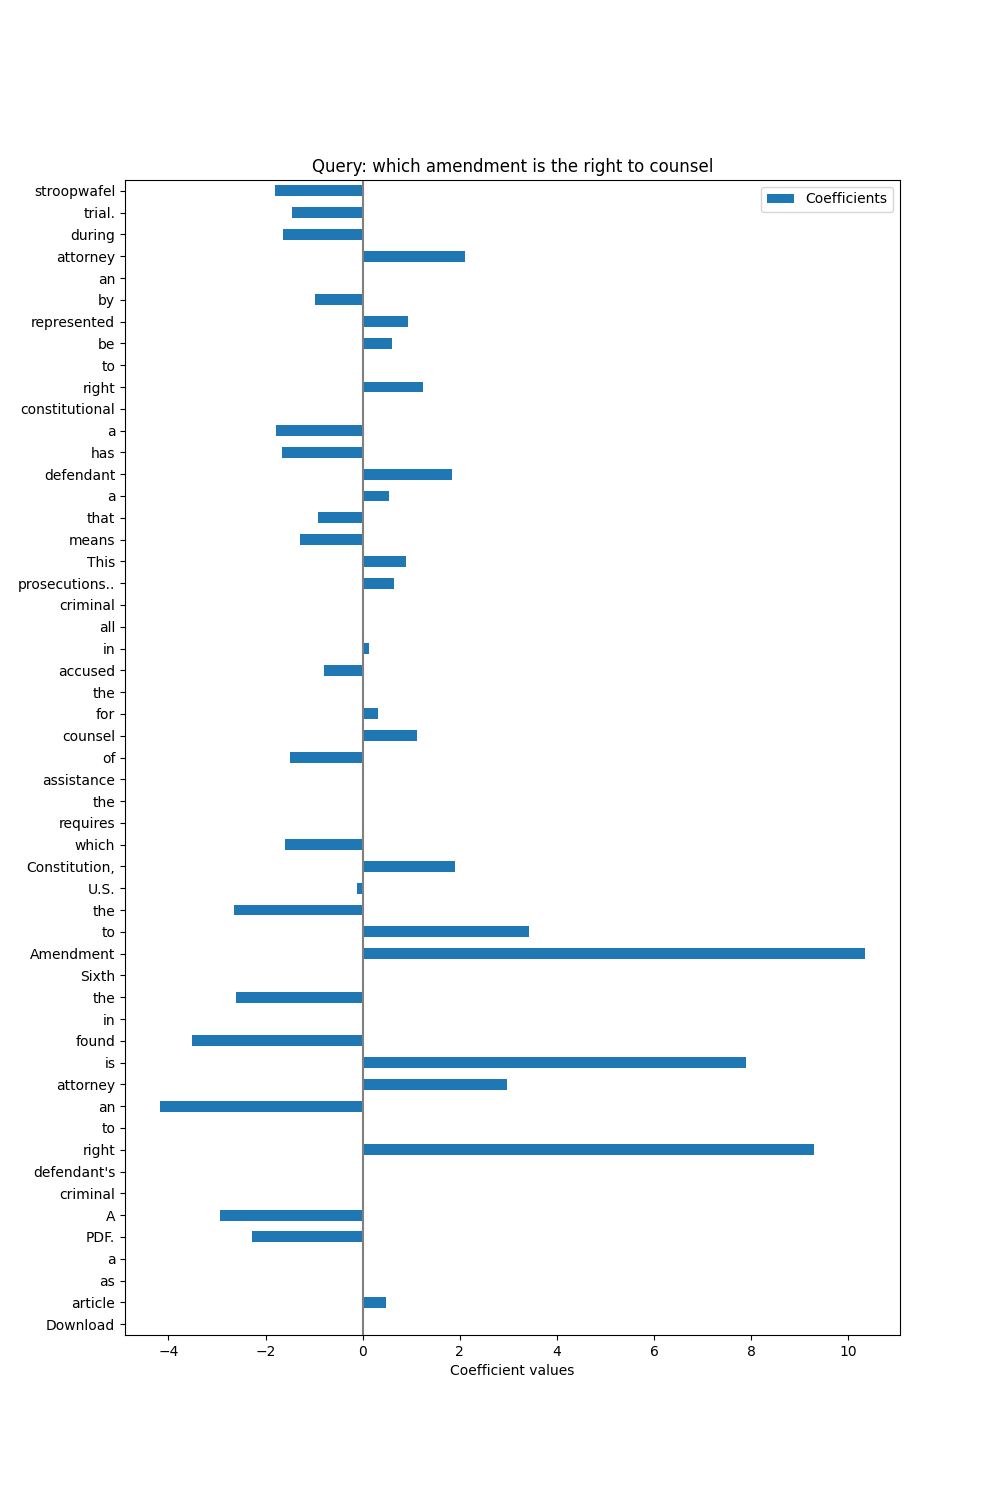 Query: which amendment is the right to counsel
Coefficients
stroopwafel
trial.
during
attorney
an
by
represented
be
to
right
constitutional
a
has
defendant
a
that
means
This
prosecutions..
criminal
all
in
accused
the
for
counsel
of
assistance
the
requires
which
Constitution,
U.S.
the
to
Amendment
Sixth
the
in
found
is
attorney
an
to
right
defendant's
criminal
A
PDF.
a
as
article
Download
−4 −2 0 2 4 6 8 10
Coefficient values